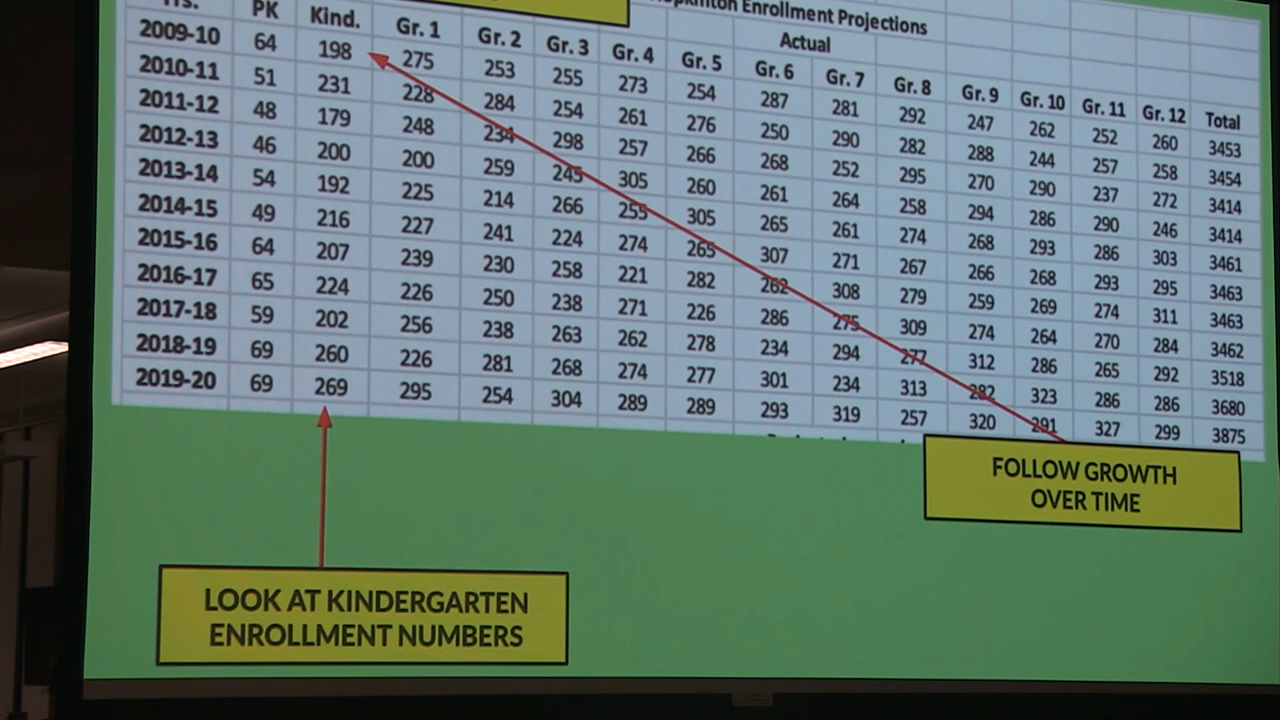 Enrollment Projections
Actual
PK Kind. Gr. 1 Gr. 2 Gr. 3 Gr. 4 Gr. 5 Gr. 6 Gr. 7 Gr. 8 Gr. 9 Gr. 10 Gr. 11 Gr. 12 Total
2009-10 64 198 275 253 255 273 254 287 281 292 247 262 252 260 3453
2010-11 51 231 228 284 254 261 276 250 290 282 288 244 257 258 3454
2011-12 48 179 248 234 298 257 266 268 252 295 270 290 237 272 3414
2012-13 46 200 200 259 245 305 260 261 264 258 294 286 290 246 3414
2013-14 54 192 225 214 266 255 305 265 261 274 268 293 286 303 3461
2014-15 49 216 227 241 224 274 265 307 271 267 266 268 293 295 3463
2015-16 64 207 239 230 258 221 282 262 308 279 259 269 274 311 3463
2016-17 65 224 226 250 238 271 226 286 275 309 274 264 270 284 3462
2017-18 59 202 256 238 263 262 278 234 294 277 312 286 265 292 3518
2018-19 69 260 226 281 268 274 277 301 234 313 282 323 286 286 3680
2019-20 69 269 295 254 304 289 289 293 319 257 320 291 327 299 3875
FOLLOW GROWTH
OVER TIME
LOOK AT KINDERGARTEN
ENROLLMENT NUMBERS